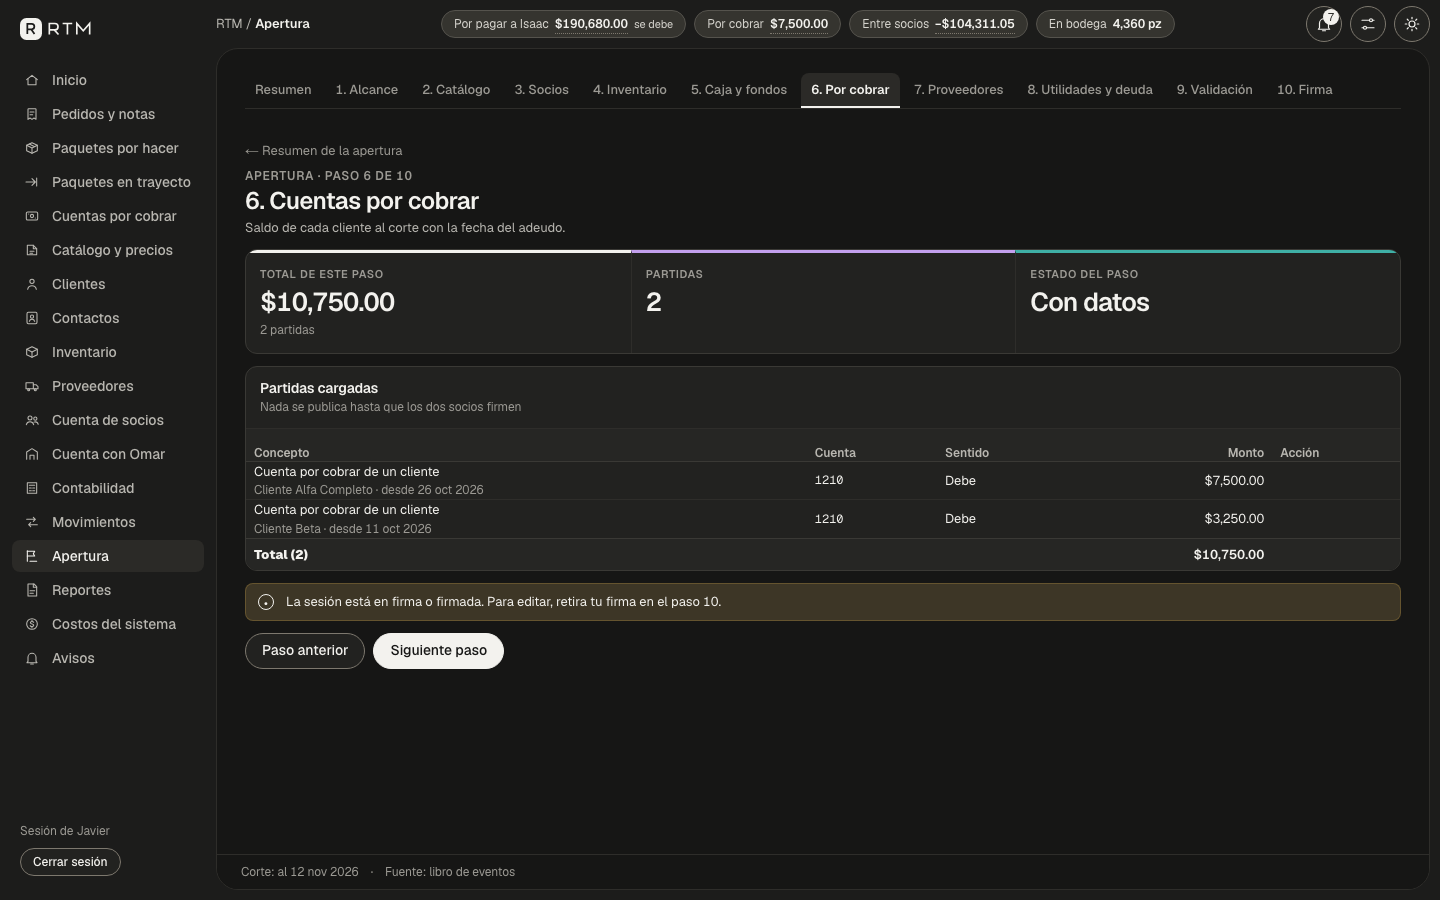 R RTM
RTM / Apertura
Por pagar a Isaac $190,680.00 se debe
Por cobrar $7,500.00
Entre socios −$104,311.05
En bodega 4,360 pz
7
Inicio
Pedidos y notas
Paquetes por hacer
Paquetes en trayecto
Cuentas por cobrar
Catálogo y precios
Clientes
Contactos
Inventario
Proveedores
Cuenta de socios
Cuenta con Omar
Contabilidad
Movimientos
Apertura
Reportes
Costos del sistema
Avisos
Sesión de Javier
Cerrar sesión
Resumen 1. Alcance 2. Catálogo 3. Socios 4. Inventario 5. Caja y fondos 6. Por cobrar 7. Proveedores 8. Utilidades y deuda 9. Validación 10. Firma
← Resumen de la apertura
APERTURA · PASO 6 DE 10
6. Cuentas por cobrar
Saldo de cada cliente al corte con la fecha del adeudo.
TOTAL DE ESTE PASO
$10,750.00
2 partidas
PARTIDAS
2
ESTADO DEL PASO
Con datos
Partidas cargadas
Nada se publica hasta que los dos socios firmen
Concepto Cuenta Sentido Monto Acción
Cuenta por cobrar de un cliente 1210 Debe $7,500.00
Cliente Alfa Completo · desde 26 oct 2026
Cuenta por cobrar de un cliente 1210 Debe $3,250.00
Cliente Beta · desde 11 oct 2026
Total (2) $10,750.00
La sesión está en firma o firmada. Para editar, retira tu firma en el paso 10.
Paso anterior Siguiente paso
Corte: al 12 nov 2026 · Fuente: libro de eventos